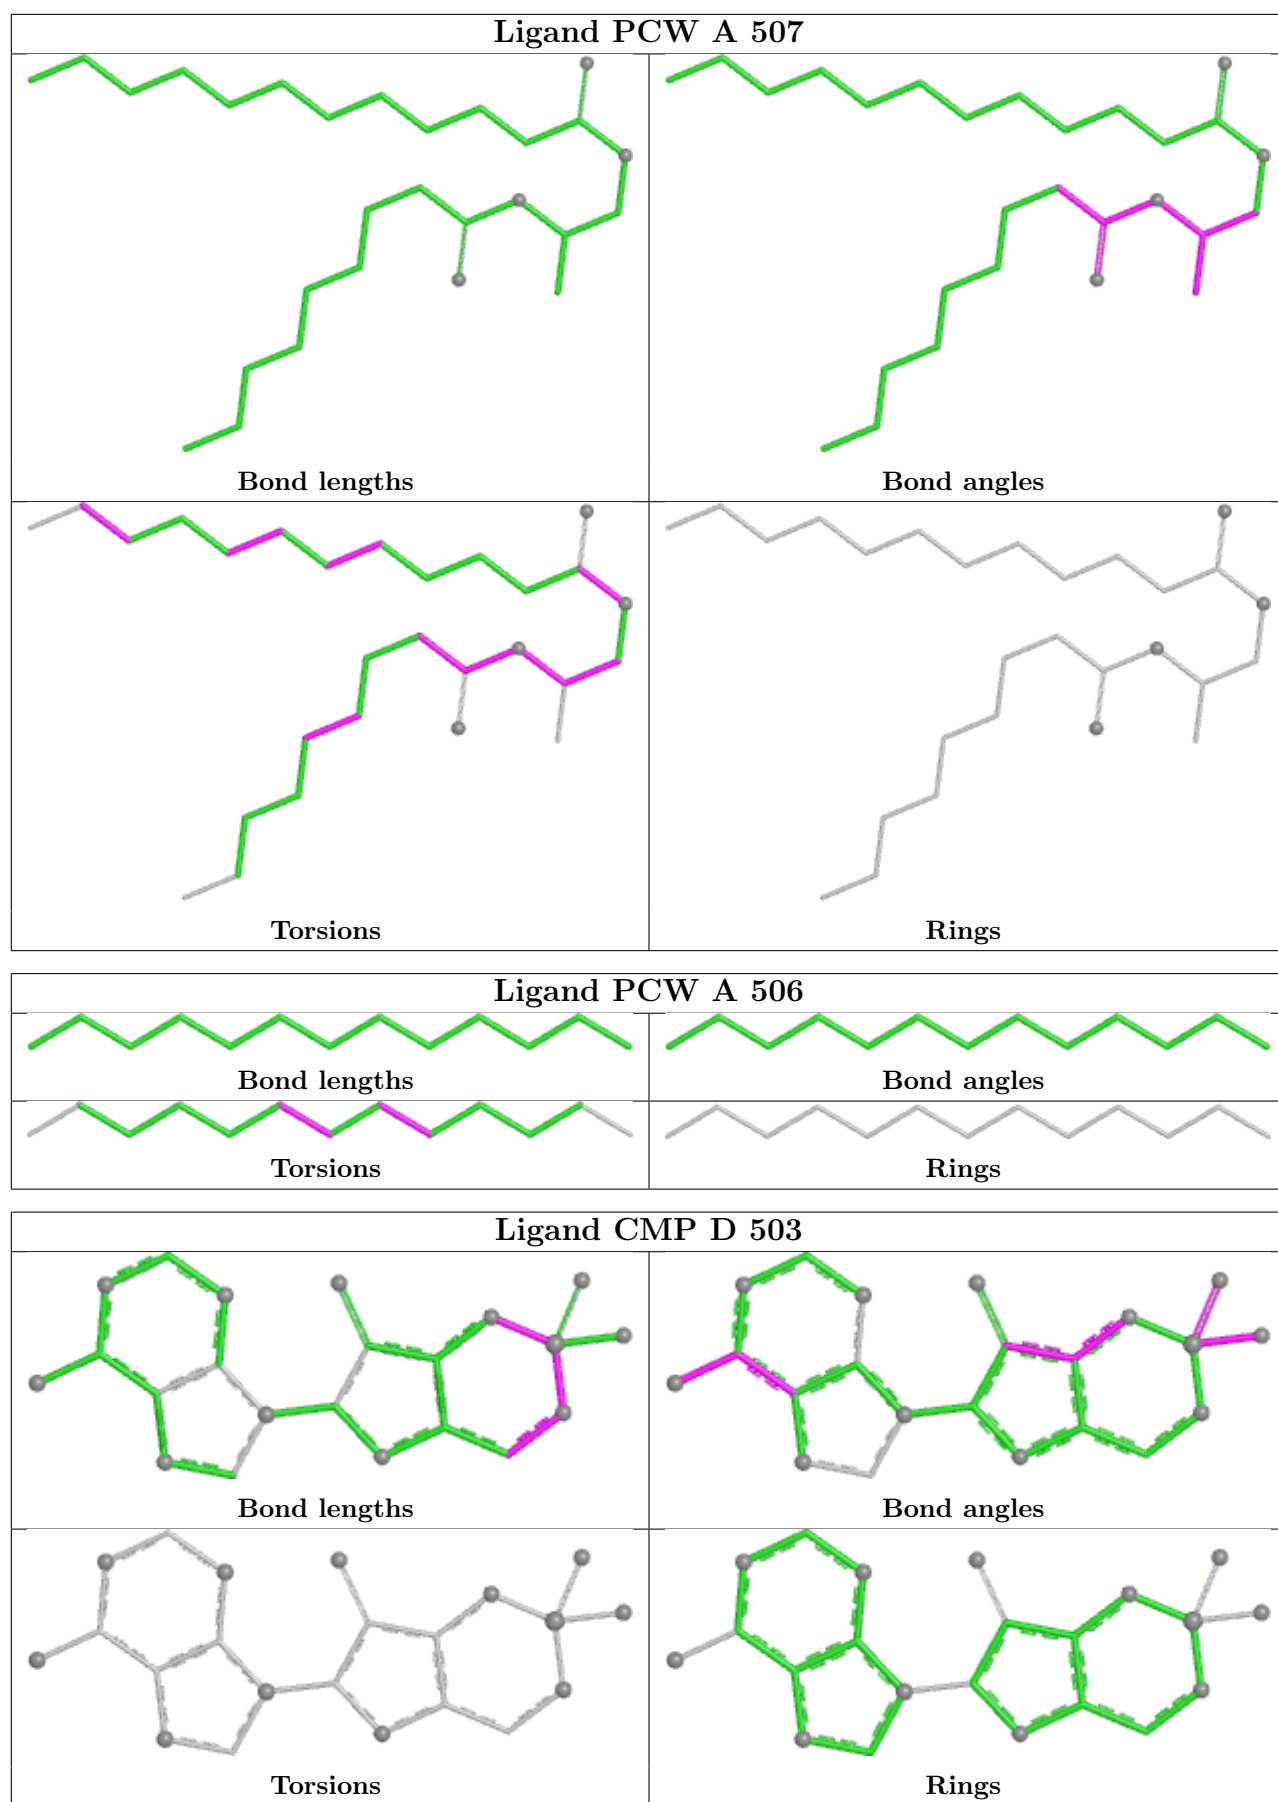 Ligand PCW A 507
Bond lengths
Bond angles
Torsions
Rings
Ligand PCW A 506
Bond lengths
Bond angles
Torsions
Rings
Ligand CMP D 503
Bond lengths
Bond angles
Torsions
Rings